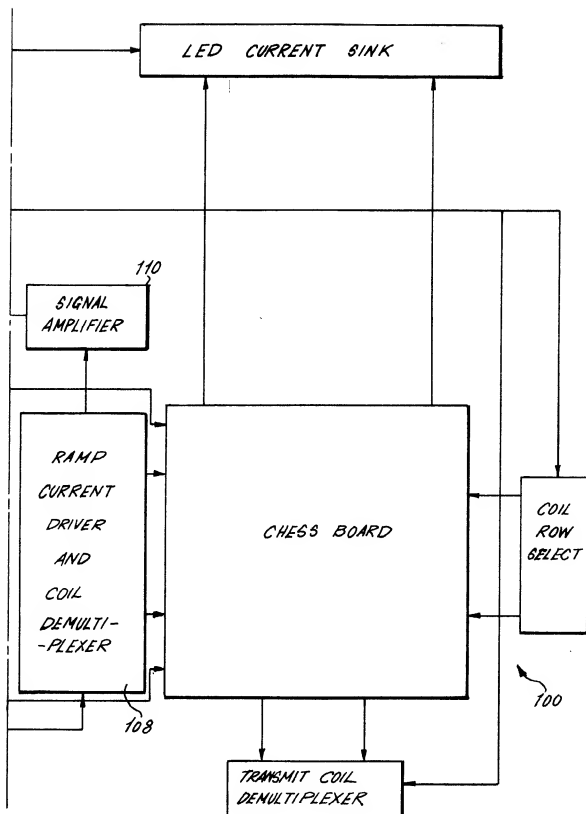 LED CURRENT SINK
110
SIGNAL
AMPLIFIER
RAMP
CURRENT
DRIVER
AND
COIL
DEMULTI-
-PLEXER
108
CHESS BOARD
COIL
ROW
SELECT
100
TRANSMIT COIL
DEMULTIPLEXER